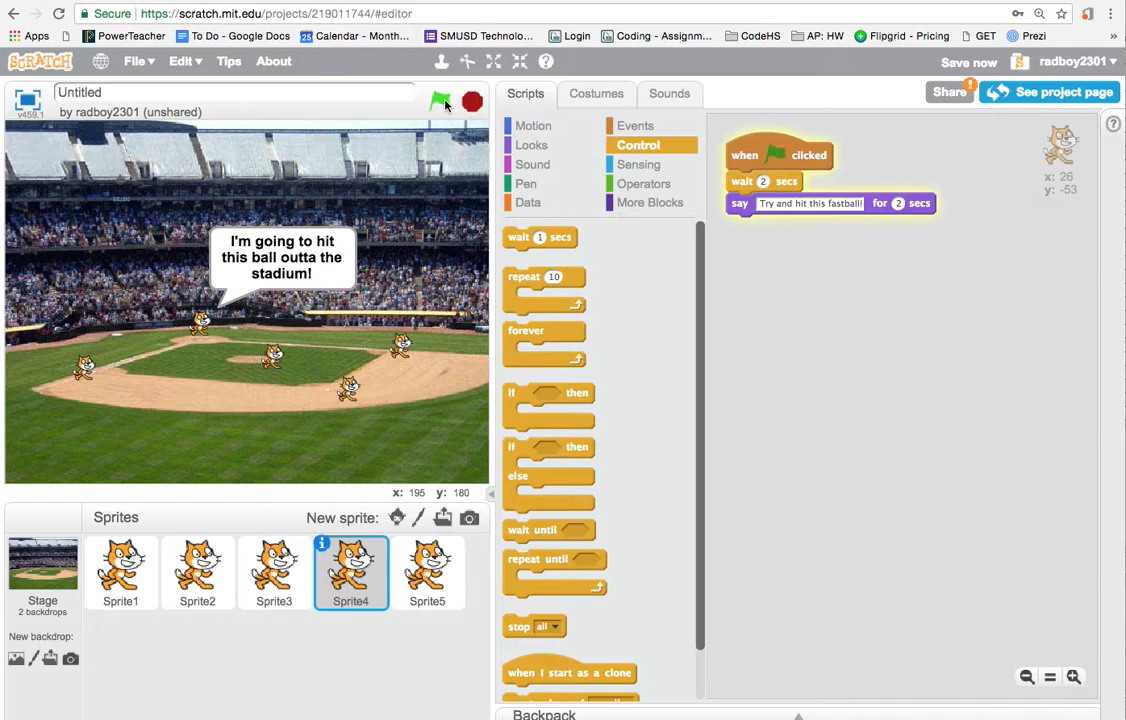 Secure
https://scratch.mit.edu/projects/219011744/#editor
Apps
PowerTeacher
To Do - Google Docs
Calendar - Month...
SMUSD Technolo...
Login
Coding - Assignm...
CodeHS
AP: HW
Flipgrid - Pricing
GET
Prezi
»
SCRATCH
File
Edit
Tips
About
Save now
radboy2301
v459.1
Untitled
by radboy2301 (unshared)
Scripts
Costumes
Sounds
Share
See project page
Motion
Events
Looks
Control
Sound
Sensing
Pen
Operators
Data
More Blocks
wait 1 secs
repeat 10
forever
if then
if then
else
wait until
repeat until
stop all
when I start as a clone
when clicked
wait 2 secs
say Try and hit this fastball! for 2 secs
x: 26
y: -53
I'm going to hit
this ball outta the
stadium!
x: 195 y: 180
Sprites
New sprite:
Stage
2 backdrops
New backdrop:
Sprite1
Sprite2
Sprite3
Sprite4
Sprite5
Backpack